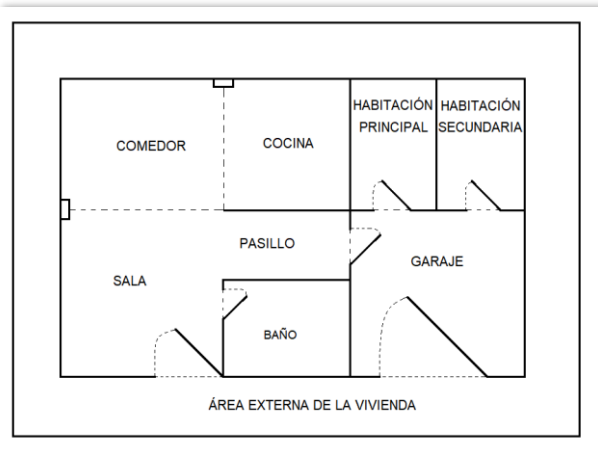 HABITACIÓN
PRINCIPAL
HABITACIÓN
SECUNDARIA
COMEDOR
COCINA
PASILLO
GARAJE
SALA
BAÑO
ÁREA EXTERNA DE LA VIVIENDA